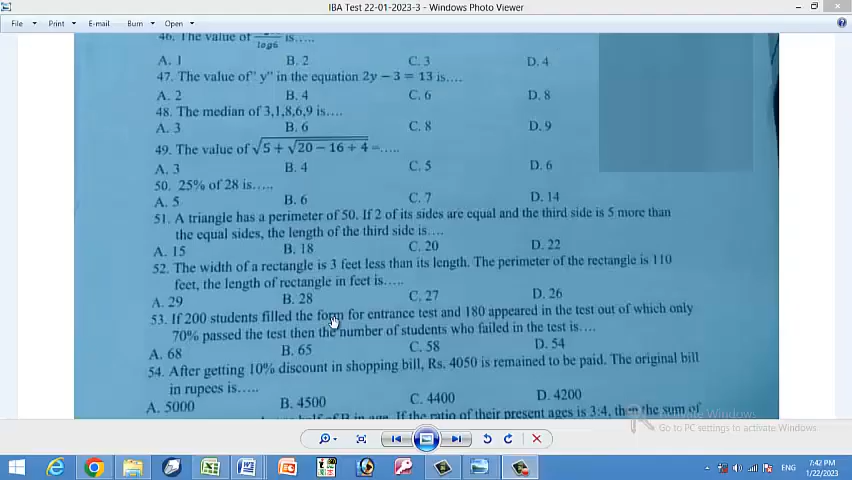 IBA Test 22-01-2023-3 - Windows Photo Viewer
File Print E-mail Burn Open
46. The value of log6 is.....
A. 1 B. 2 C. 3 D. 4
47. The value of" y" in the equation 2y − 3 = 13 is....
A. 2 B. 4 C. 6 D. 8
48. The median of 3,1,8,6,9 is....
A. 3 B. 6 C. 8 D. 9
49. The value of √5 + √20 − 16 + 4 =.....
A. 3 B. 4 C. 5 D. 6
50. 25% of 28 is.....
A. 5 B. 6 C. 7 D. 14
51. A triangle has a perimeter of 50. If 2 of its sides are equal and the third side is 5 more than
the equal sides, the length of the third side is....
A. 15 B. 18 C. 20 D. 22
52. The width of a rectangle is 3 feet less than its length. The perimeter of the rectangle is 110
feet, the length of rectangle in feet is.....
A. 29 B. 28 C. 27 D. 26
53. If 200 students filled the form for entrance test and 180 appeared in the test out of which only
70% passed the test then the number of students who failed in the test is....
A. 68 B. 65 C. 58 D. 54
54. After getting 10% discount in shopping bill, Rs. 4050 is remained to be paid. The original bill
in rupees is.....
A. 5000 B. 4500 C. 4400 D. 4200
half of B in age. If the ratio of their present ages is 3:4, then the sum of
Activate Windows
Go to PC settings to activate Windows.
ENG
7:42 PM
1/22/2023